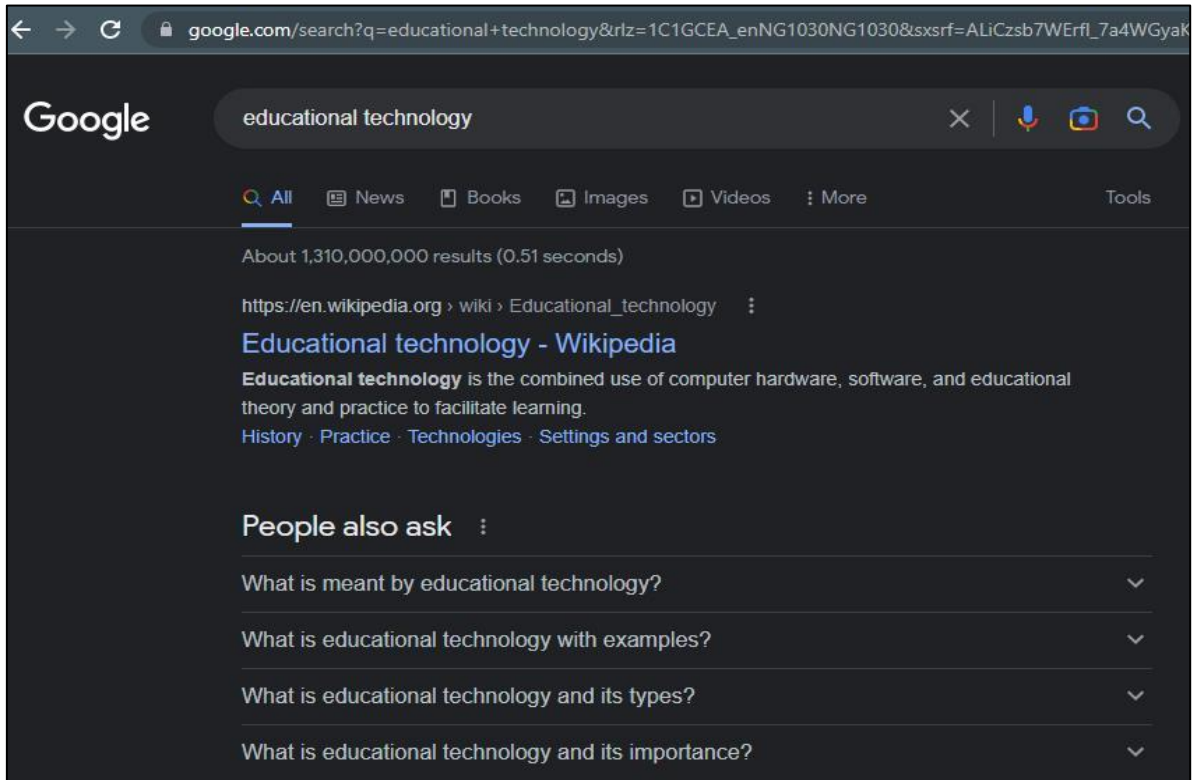 google.com/search?q=educational+technology&rlz=1C1GCEA_enNG1030NG1030&sxsrf=ALiCzsb7WErfl_7a4WGyaK
Google
educational technology
All News Books Images Videos More Tools
About 1,310,000,000 results (0.51 seconds)
https://en.wikipedia.org › wiki › Educational_technology
Educational technology - Wikipedia
Educational technology is the combined use of computer hardware, software, and educational
theory and practice to facilitate learning.
History · Practice · Technologies · Settings and sectors
People also ask
What is meant by educational technology?
What is educational technology with examples?
What is educational technology and its types?
What is educational technology and its importance?